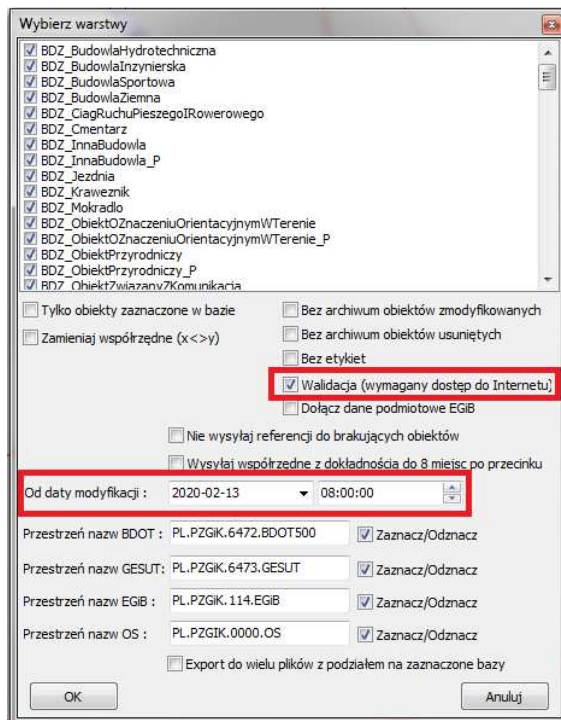 Wybierz warstwy
BDZ_BudowlaHydrotechniczna
BDZ_BudowlaInzynierska
BDZ_BudowlaSportowa
BDZ_BudowlaZiemna
BDZ_CiagRuchuPieszegoIRowerowego
BDZ_Cmentarz
BDZ_InnaBudowla
BDZ_InnaBudowla_P
BDZ_Jezdnia
BDZ_Kraweznik
BDZ_Mokradlo
BDZ_ObiektOZnaczeniuOrientacyjnymWTerenie
BDZ_ObiektOZnaczeniuOrientacyjnymWTerenie_P
BDZ_ObiektPrzyrodniczy
BDZ_ObiektPrzyrodniczy_P
BDZ_ObiektZwiazanyZKomunikacja
Tylko obiekty zaznaczone w bazie
Bez archiwum obiektów zmodyfikowanych
Zamieniaj współrzędne (x<>y)
Bez archiwum obiektów usuniętych
Bez etykiet
Walidacja (wymagany dostęp do Internetu)
Dołącz dane podmiotowe EGiB
Nie wysyłaj referencji do brakujących obiektów
Wysyłaj współrzędne z dokładnością do 8 miejsc po przecinku
Od daty modyfikacji : 2020-02-13 08:00:00
Przestrzeń nazw BDOT : PL.PZGiK.6472.BDOT500 Zaznacz/Odznacz
Przestrzeń nazw GESUT: PL.PZGiK.6473.GESUT Zaznacz/Odznacz
Przestrzeń nazw EGiB : PL.PZGiK.114.EGiB Zaznacz/Odznacz
Przestrzeń nazw OS : PL.PZGIK.0000.OS Zaznacz/Odznacz
Export do wielu plików z podziałem na zaznaczone bazy
OK Anuluj